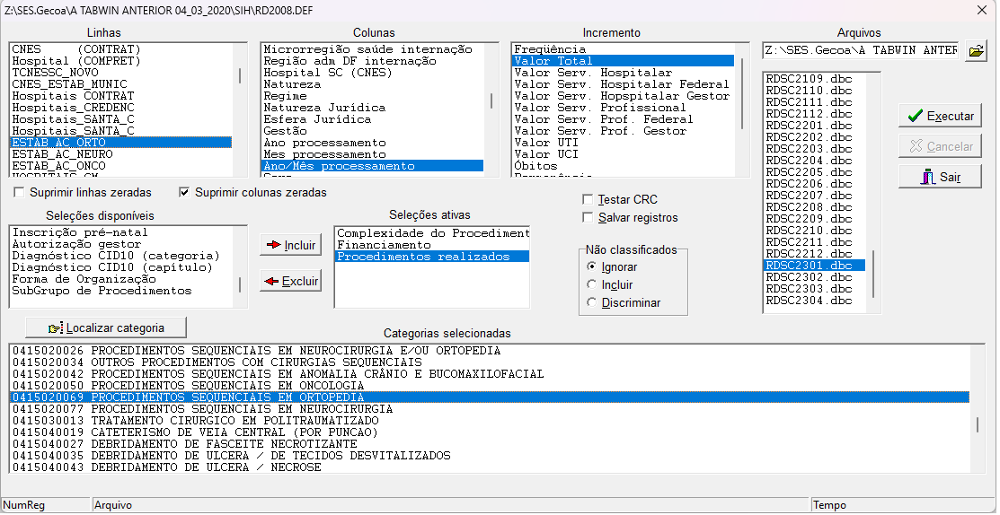 Z:\SES.Gecoa\A TABWIN ANTERIOR 04_03_2020\SIH\RD2008.DEF
Linhas
CNES (CONTRAT)
Hospital (COMPRET)
TCNESSC_NOVO
CNES_ESTAB_MUNIC
Hospitais CONTRAT
Hospitais_CREDENC
Hospitais_SANTA_C
Hospitais_SANTA_C
ESTAB_AC_ORTO
ESTAB_AC_NEURO
ESTAB_AC_ONCO
Colunas
Microrregião saúde internação
Região adm DF internação
Hospital SC (CNES)
Natureza
Regime
Natureza Jurídica
Esfera Jurídica
Gestão
Ano processamento
Mes processamento
Ano/Mês processamento
Incremento
Freqüência
Valor Total
Valor Serv. Hospitalar
Valor Serv. Hospitalar Federal
Valor Serv. Hopspitalar Gestor
Valor Serv. Profissional
Valor Serv. Prof. Federal
Valor Serv. Prof. Gestor
Valor UTI
Valor UCI
Óbitos
Arquivos
Z:\SES.Gecoa\A TABWIN ANTER
RDSC2109.dbc
RDSC2110.dbc
RDSC2111.dbc
RDSC2112.dbc
RDSC2201.dbc
RDSC2202.dbc
RDSC2203.dbc
RDSC2204.dbc
RDSC2205.dbc
RDSC2206.dbc
RDSC2207.dbc
RDSC2208.dbc
RDSC2209.dbc
RDSC2210.dbc
RDSC2211.dbc
RDSC2212.dbc
RDSC2301.dbc
RDSC2302.dbc
RDSC2303.dbc
RDSC2304.dbc
Executar
Cancelar
Sair
Suprimir linhas zeradas
Suprimir colunas zeradas
Seleções disponíveis
Inscrição pré-natal
Autorização gestor
Diagnóstico CID10 (categoria)
Diagnóstico CID10 (capítulo)
Forma de Organização
SubGrupo de Procedimentos
Incluir
Excluir
Seleções ativas
Complexidade do Procediment
Financiamento
Procedimentos realizados
Testar CRC
Salvar registros
Não classificados
Ignorar
Incluir
Discriminar
Localizar categoria
Categorias selecionadas
0415020026 PROCEDIMENTOS SEQUENCIAIS EM NEUROCIRURGIA E/OU ORTOPEDIA
0415020034 OUTROS PROCEDIMENTOS COM CIRURGIAS SEQUENCIAIS
0415020042 PROCEDIMENTOS SEQUENCIAIS EM ANOMALIA CRÂNIO E BUCOMAXILOFACIAL
0415020050 PROCEDIMENTOS SEQUENCIAIS EM ONCOLOGIA
0415020069 PROCEDIMENTOS SEQUENCIAIS EM ORTOPEDIA
0415020077 PROCEDIMENTOS SEQUENCIAIS EM NEUROCIRURGIA
0415030013 TRATAMENTO CIRURGICO EM POLITRAUMATIZADO
0415040019 CATETERISMO DE VEIA CENTRAL (POR PUNCAO)
0415040027 DEBRIDAMENTO DE FASCEITE NECROTIZANTE
0415040035 DEBRIDAMENTO DE ULCERA / DE TECIDOS DESVITALIZADOS
0415040043 DEBRIDAMENTO DE ULCERA / NECROSE
NumReg
Arquivo
Tempo